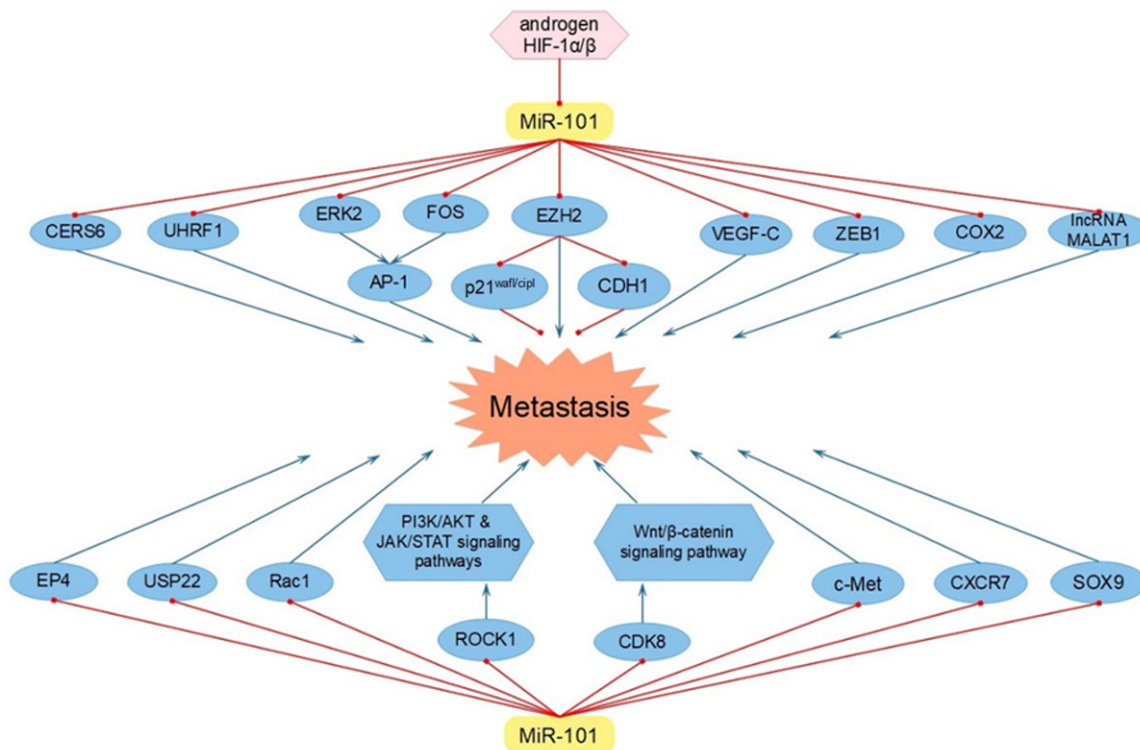 androgen
HIF-1α/β
MiR-101
CERS6
UHRF1
ERK2
FOS
EZH2
VEGF-C
ZEB1
COX2
lncRNA
MALAT1
AP-1
p21wafl/cipl
CDH1
Metastasis
PI3K/AKT &
JAK/STAT signaling
pathways
Wnt/β-catenin
signaling pathway
EP4
USP22
Rac1
c-Met
CXCR7
SOX9
ROCK1
CDK8
MiR-101